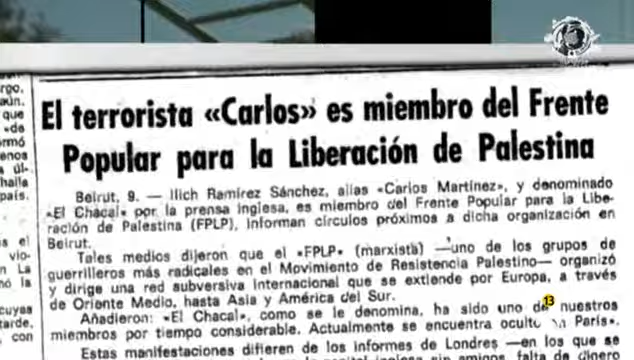 El terrorista «Carlos» es miembro del Frente
Popular para la Liberación de Palestina
Beirut, 9. — Ilich Ramírez Sánchez, alias «Carlos Martínez», y denominado
«El Chacal» por la prensa inglesa, es miembro del Frente Popular para la Libe-
ración de Palestina (FPLP), informan círculos próximos a dicha organización en
Beirut.
Tales medios dijeron que el «FPLP» (marxista) —uno de los grupos de
guerrilleros más radicales en el Movimiento de Resistencia Palestino— organizó
y dirige una red subversiva Internacional que se extiende por Europa, a través
de Oriente Medio, hasta Asia y América del Sur.
Añadieron: «El Chacal», como se le denomina, ha sido uno de nuestros
miembros por tiempo considerable. Actualmente se encuentra oculto París».
Estas manifestaciones difieren de los informes de Londres —en los que se
13